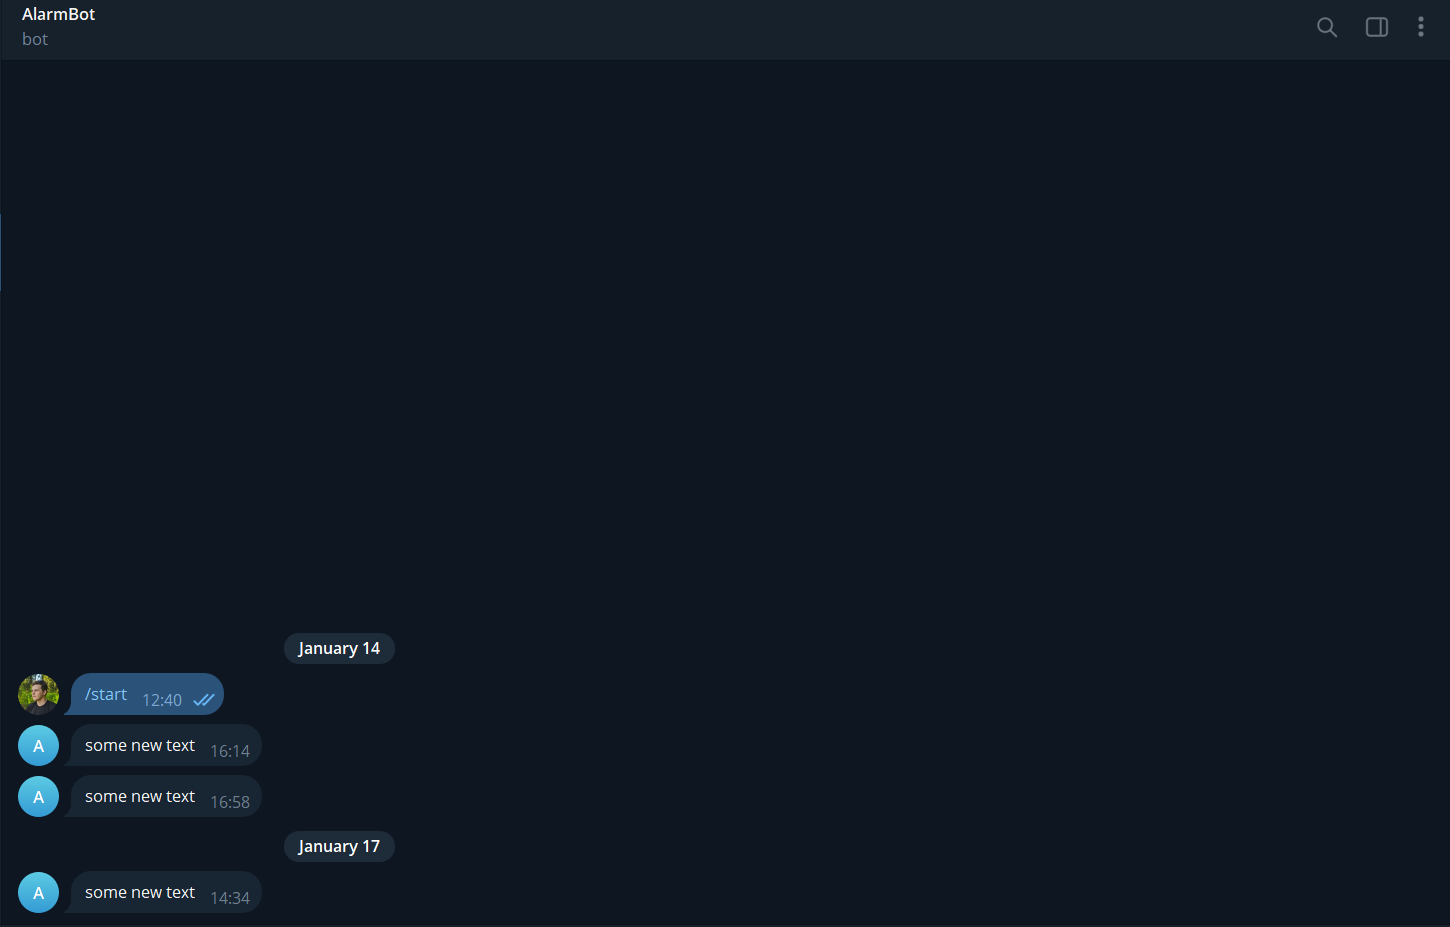 AlarmBot
bot
January 14
/start 12:40
A some new text 16:14
A some new text 16:58
January 17
A some new text 14:34